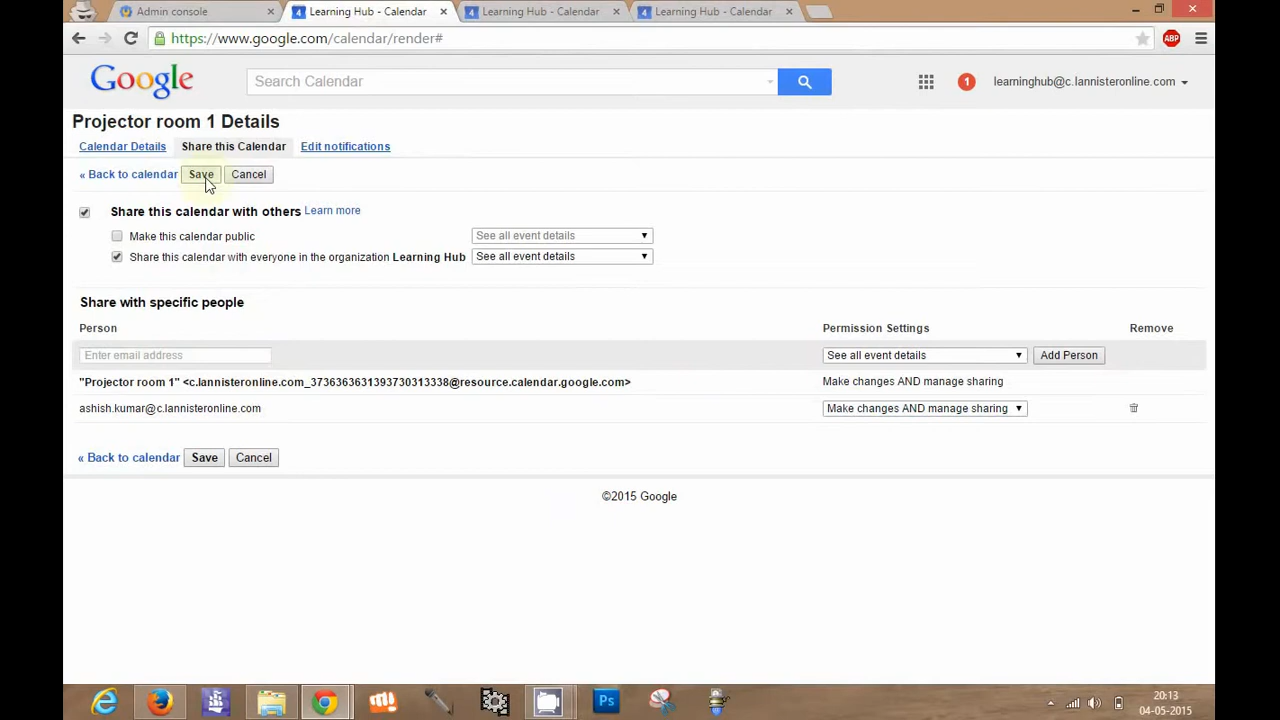 Admin console
Learning Hub - Calendar
Learning Hub - Calendar
Learning Hub - Calendar
https://www.google.com/calendar/render#
ABP
Google
Search Calendar
1
learninghub@c.lannisteronline.com
Projector room 1 Details
Calendar Details
Share this Calendar
Edit notifications
« Back to calendar
Save
Cancel
Share this calendar with others Learn more
Make this calendar public
See all event details
Share this calendar with everyone in the organization Learning Hub
See all event details
Share with specific people
Person
Permission Settings
Remove
Enter email address
See all event details
Add Person
"Projector room 1" <c.lannisteronline.com_3736363631393730313338@resource.calendar.google.com>
Make changes AND manage sharing
ashish.kumar@c.lannisteronline.com
Make changes AND manage sharing
« Back to calendar
Save
Cancel
©2015 Google
Ps
20:13
04-05-2015